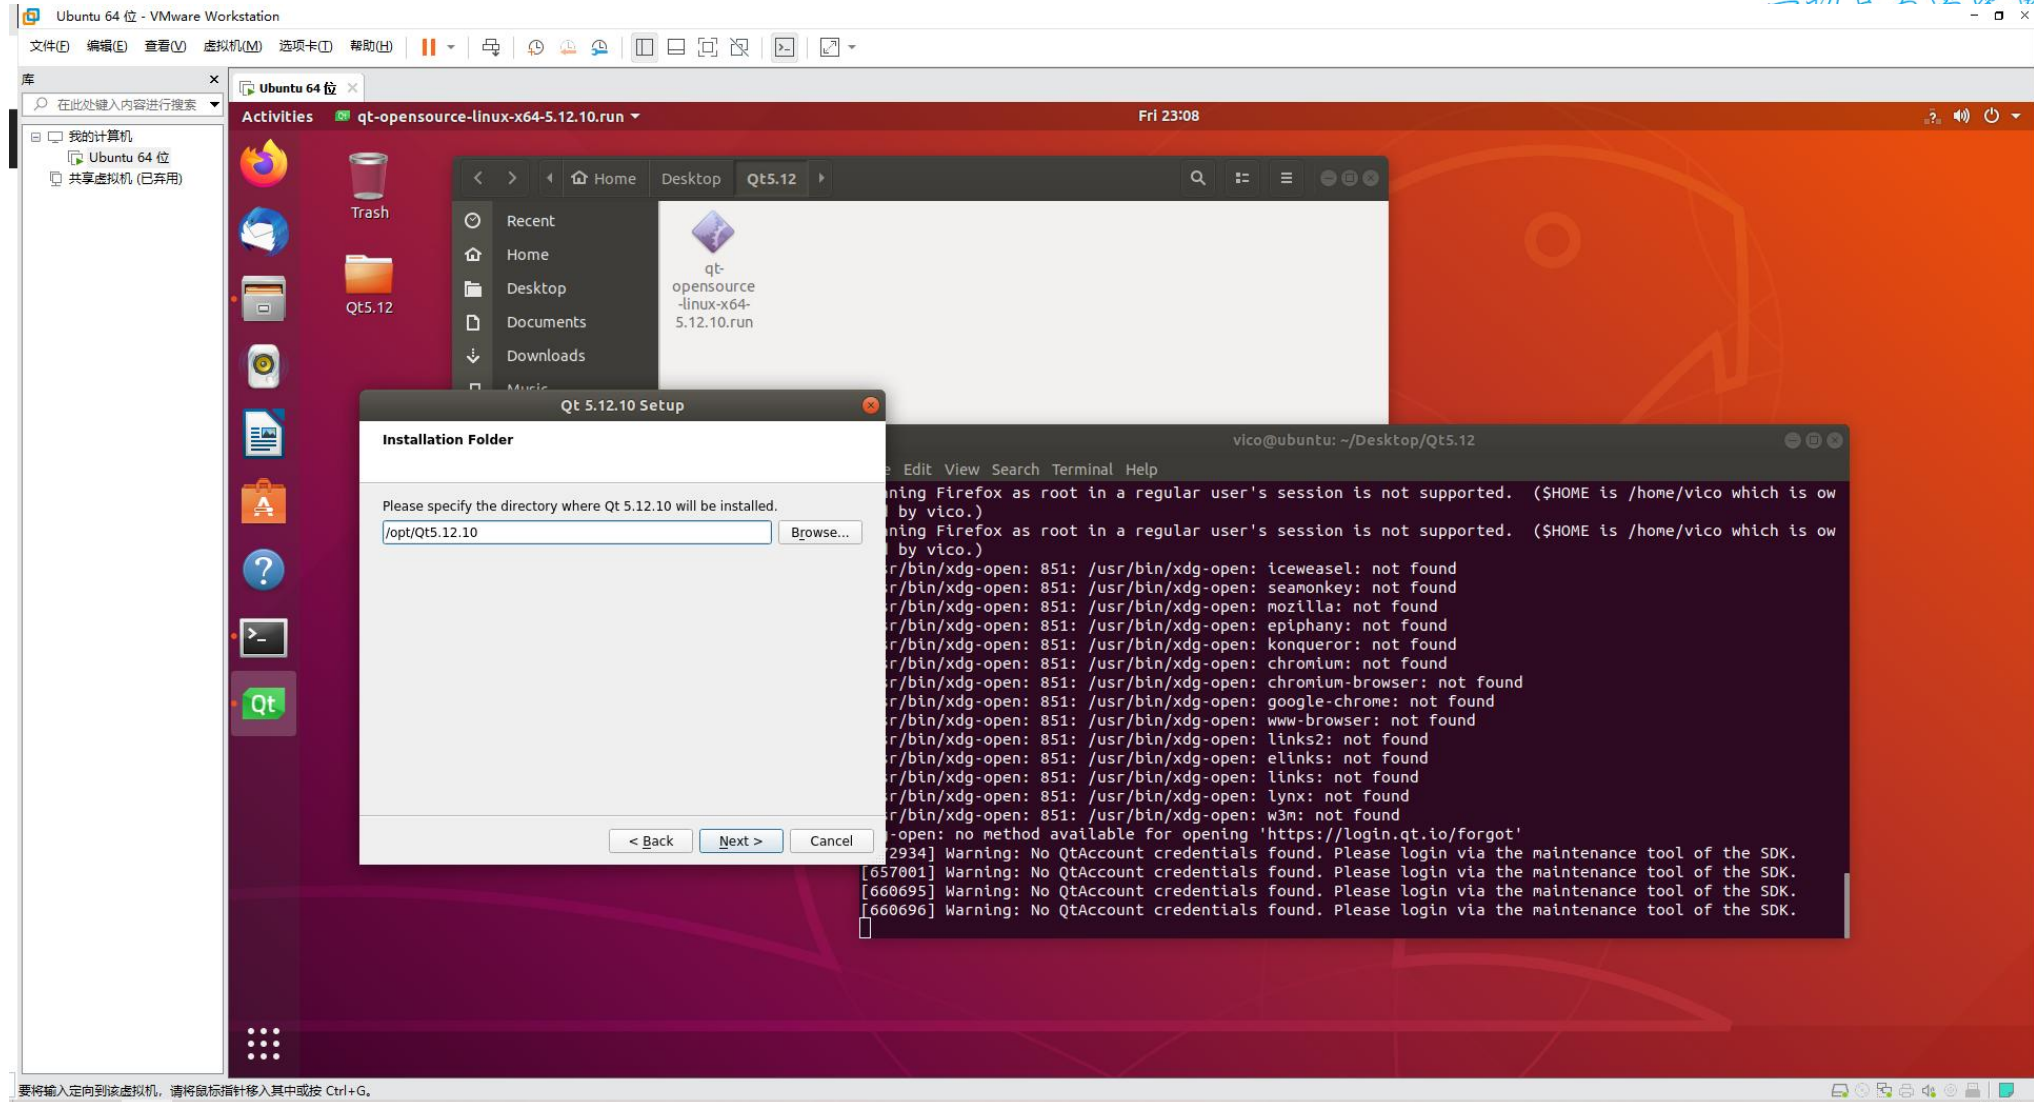 Ubuntu 64 位 - VMware Workstation
文件(F) 编辑(E) 查看(V) 虚拟机(M) 选项卡(T) 帮助(H)
库
在此处键入内容进行搜索
我的计算机
Ubuntu 64 位
共享虚拟机 (已弃用)
Ubuntu 64 位
Activities qt-opensource-linux-x64-5.12.10.run Fri 23:08
Trash
Qt5.12
Home Desktop Qt5.12
Recent
Home
Desktop
Documents
Downloads
Music
qt-
opensource
-linux-x64-
5.12.10.run
Qt 5.12.10 Setup
Installation Folder
Please specify the directory where Qt 5.12.10 will be installed.
/opt/Qt5.12.10
Browse...
< Back Next > Cancel
Qt
vico@ubuntu: ~/Desktop/Qt5.12
Edit View Search Terminal Help
ning Firefox as root in a regular user's session is not supported. ($HOME is /home/vico which is ow
by vico.)
ning Firefox as root in a regular user's session is not supported. ($HOME is /home/vico which is ow
by vico.)
r/bin/xdg-open: 851: /usr/bin/xdg-open: iceweasel: not found
r/bin/xdg-open: 851: /usr/bin/xdg-open: seamonkey: not found
r/bin/xdg-open: 851: /usr/bin/xdg-open: mozilla: not found
r/bin/xdg-open: 851: /usr/bin/xdg-open: epiphany: not found
r/bin/xdg-open: 851: /usr/bin/xdg-open: konqueror: not found
r/bin/xdg-open: 851: /usr/bin/xdg-open: chromium: not found
r/bin/xdg-open: 851: /usr/bin/xdg-open: chromium-browser: not found
r/bin/xdg-open: 851: /usr/bin/xdg-open: google-chrome: not found
r/bin/xdg-open: 851: /usr/bin/xdg-open: www-browser: not found
r/bin/xdg-open: 851: /usr/bin/xdg-open: links2: not found
r/bin/xdg-open: 851: /usr/bin/xdg-open: elinks: not found
r/bin/xdg-open: 851: /usr/bin/xdg-open: links: not found
r/bin/xdg-open: 851: /usr/bin/xdg-open: lynx: not found
r/bin/xdg-open: 851: /usr/bin/xdg-open: w3m: not found
-open: no method available for opening 'https://login.qt.io/forgot'
2934] Warning: No QtAccount credentials found. Please login via the maintenance tool of the SDK.
[657001] Warning: No QtAccount credentials found. Please login via the maintenance tool of the SDK.
[660695] Warning: No QtAccount credentials found. Please login via the maintenance tool of the SDK.
[660696] Warning: No QtAccount credentials found. Please login via the maintenance tool of the SDK.
要将输入定向到该虚拟机，请将鼠标指针移入其中或按 Ctrl+G。